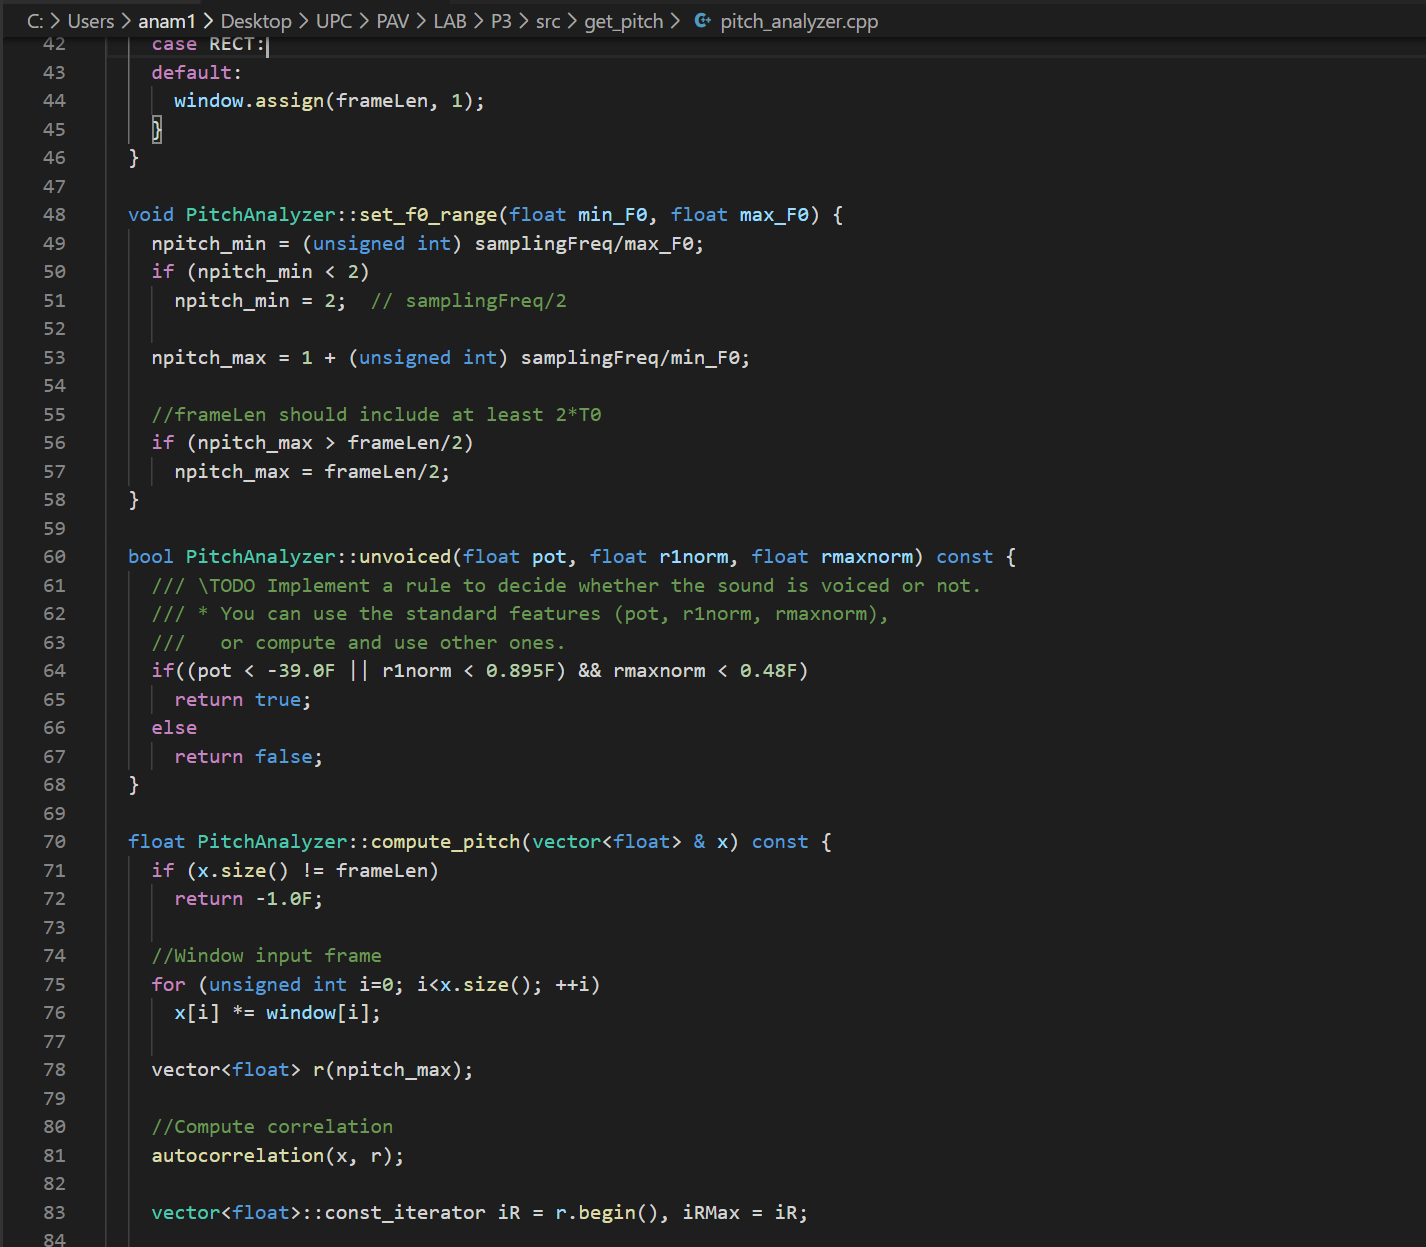 C: > Users > anam1 > Desktop > UPC > PAV > LAB > P3 > src > get_pitch > pitch_analyzer.cpp
42 case RECT:
43 default:
44 window.assign(frameLen, 1);
45 }
46 }
47
48 void PitchAnalyzer::set_f0_range(float min_F0, float max_F0) {
49 npitch_min = (unsigned int) samplingFreq/max_F0;
50 if (npitch_min < 2)
51 npitch_min = 2;  // samplingFreq/2
52
53 npitch_max = 1 + (unsigned int) samplingFreq/min_F0;
54
55 //frameLen should include at least 2*T0
56 if (npitch_max > frameLen/2)
57 npitch_max = frameLen/2;
58 }
59
60 bool PitchAnalyzer::unvoiced(float pot, float r1norm, float rmaxnorm) const {
61 /// \TODO Implement a rule to decide whether the sound is voiced or not.
62 /// * You can use the standard features (pot, r1norm, rmaxnorm),
63 ///   or compute and use other ones.
64 if((pot < -39.0F || r1norm < 0.895F) && rmaxnorm < 0.48F)
65 return true;
66 else
67 return false;
68 }
69
70 float PitchAnalyzer::compute_pitch(vector<float> & x) const {
71 if (x.size() != frameLen)
72 return -1.0F;
73
74 //Window input frame
75 for (unsigned int i=0; i<x.size(); ++i)
76 x[i] *= window[i];
77
78 vector<float> r(npitch_max);
79
80 //Compute correlation
81 autocorrelation(x, r);
82
83 vector<float>::const_iterator iR = r.begin(), iRMax = iR;
84